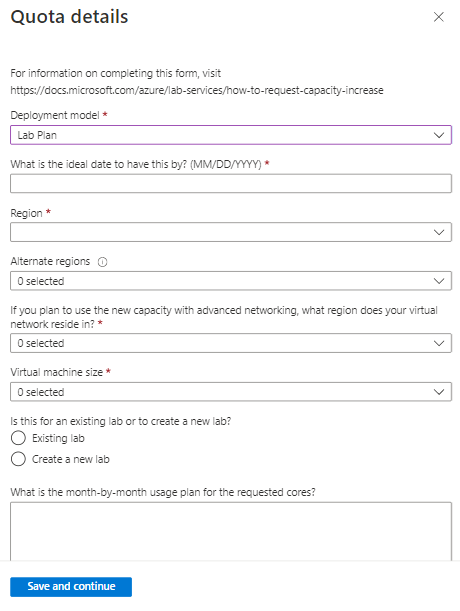 Quota details
For information on completing this form, visit
https://docs.microsoft.com/azure/lab-services/how-to-request-capacity-increase
Deployment model *
Lab Plan
What is the ideal date to have this by? (MM/DD/YYYY) *
Region *
Alternate regions
0 selected
If you plan to use the new capacity with advanced networking, what region does your virtual
network reside in? *
0 selected
Virtual machine size *
0 selected
Is this for an existing lab or to create a new lab?
Existing lab
Create a new lab
What is the month-by-month usage plan for the requested cores?
Save and continue